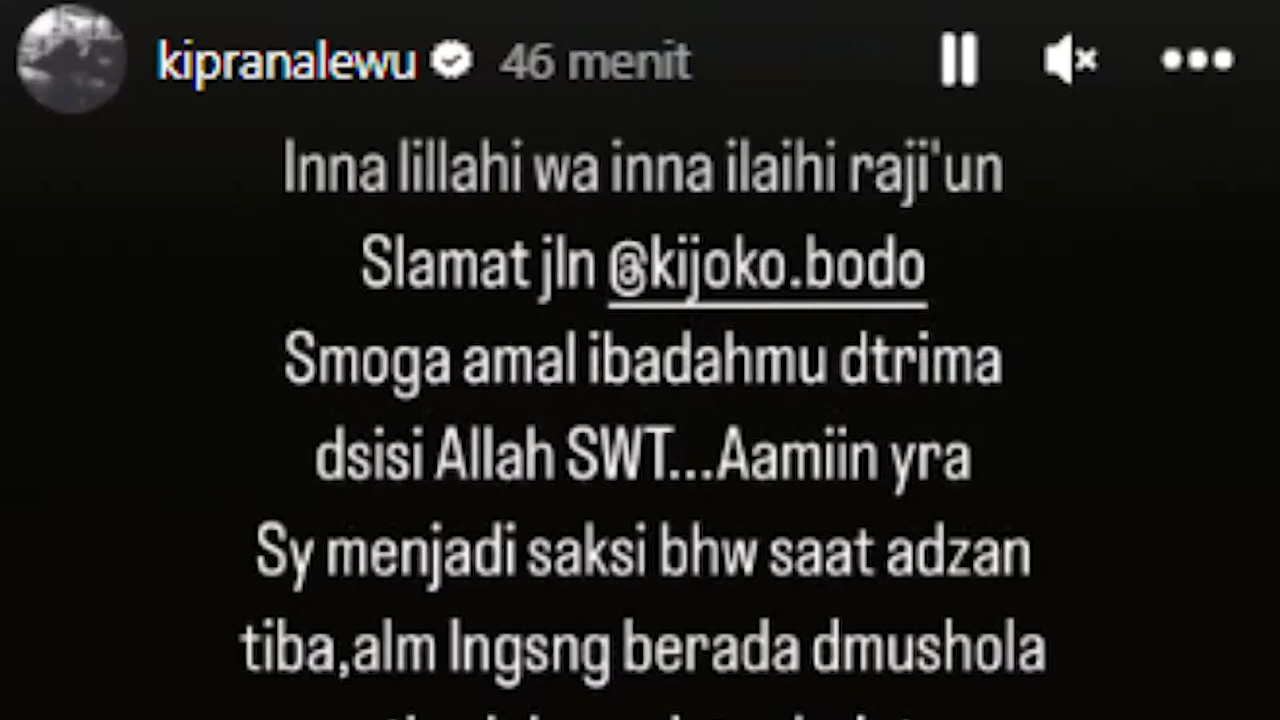 kipranalewu 46 menit
Inna lillahi wa inna ilaihi raji'un
Slamat jln @kijoko.bodo
Smoga amal ibadahmu dtrima
dsisi Allah SWT...Aamiin yra
Sy menjadi saksi bhw saat adzan
tiba,alm lngsng berada dmushola